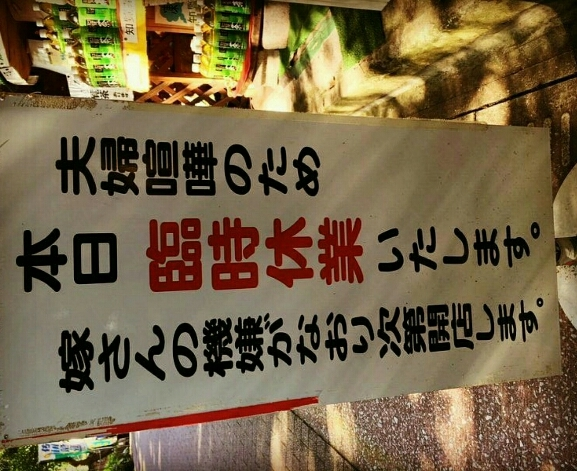 夫婦喧嘩のため
本日臨時休業いたします。
嫁さんの機嫌がなおり次第開店します。